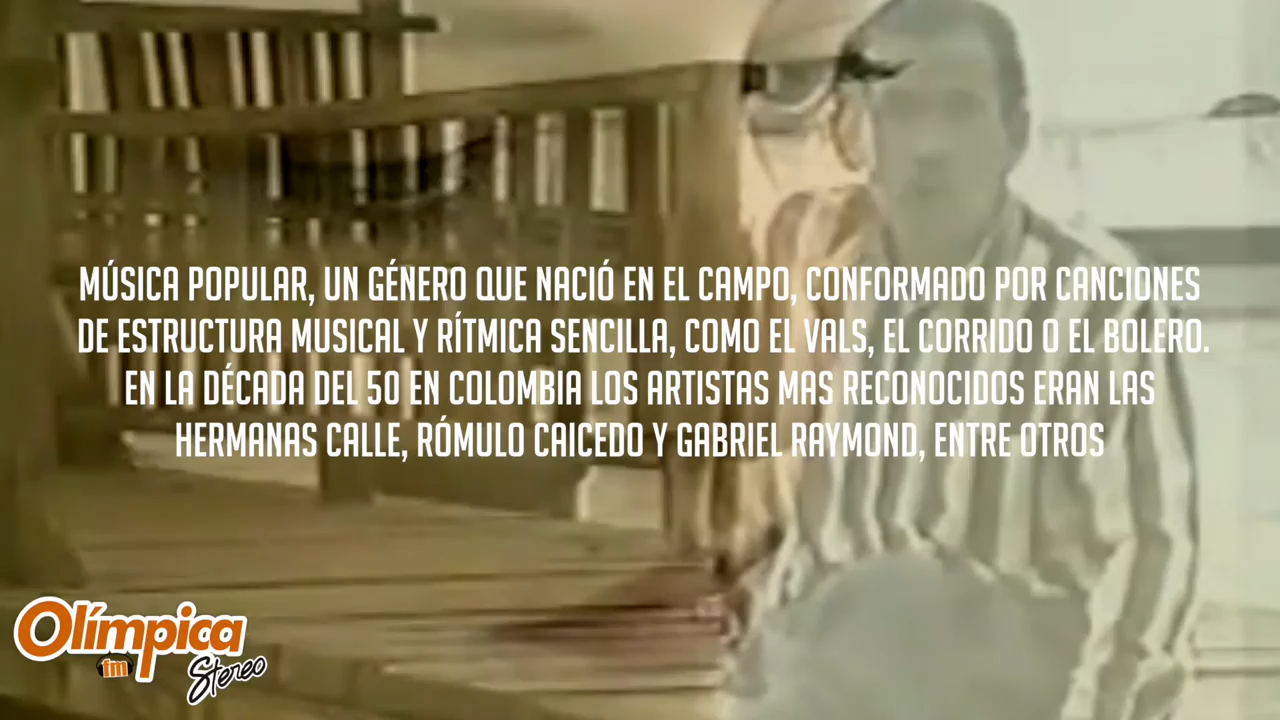 MÚSICA POPULAR, UN GÉNERO QUE NACIÓ EN EL CAMPO, CONFORMADO POR CANCIONES
DE ESTRUCTURA MUSICAL Y RÍTMICA SENCILLA, COMO EL VALS, EL CORRIDO O EL BOLERO.
EN LA DÉCADA DEL 50 EN COLOMBIA LOS ARTISTAS MAS RECONOCIDOS ERAN LAS
HERMANAS CALLE, RÓMULO CAICEDO Y GABRIEL RAYMOND, ENTRE OTROS
Olímpica
fm
Stereo